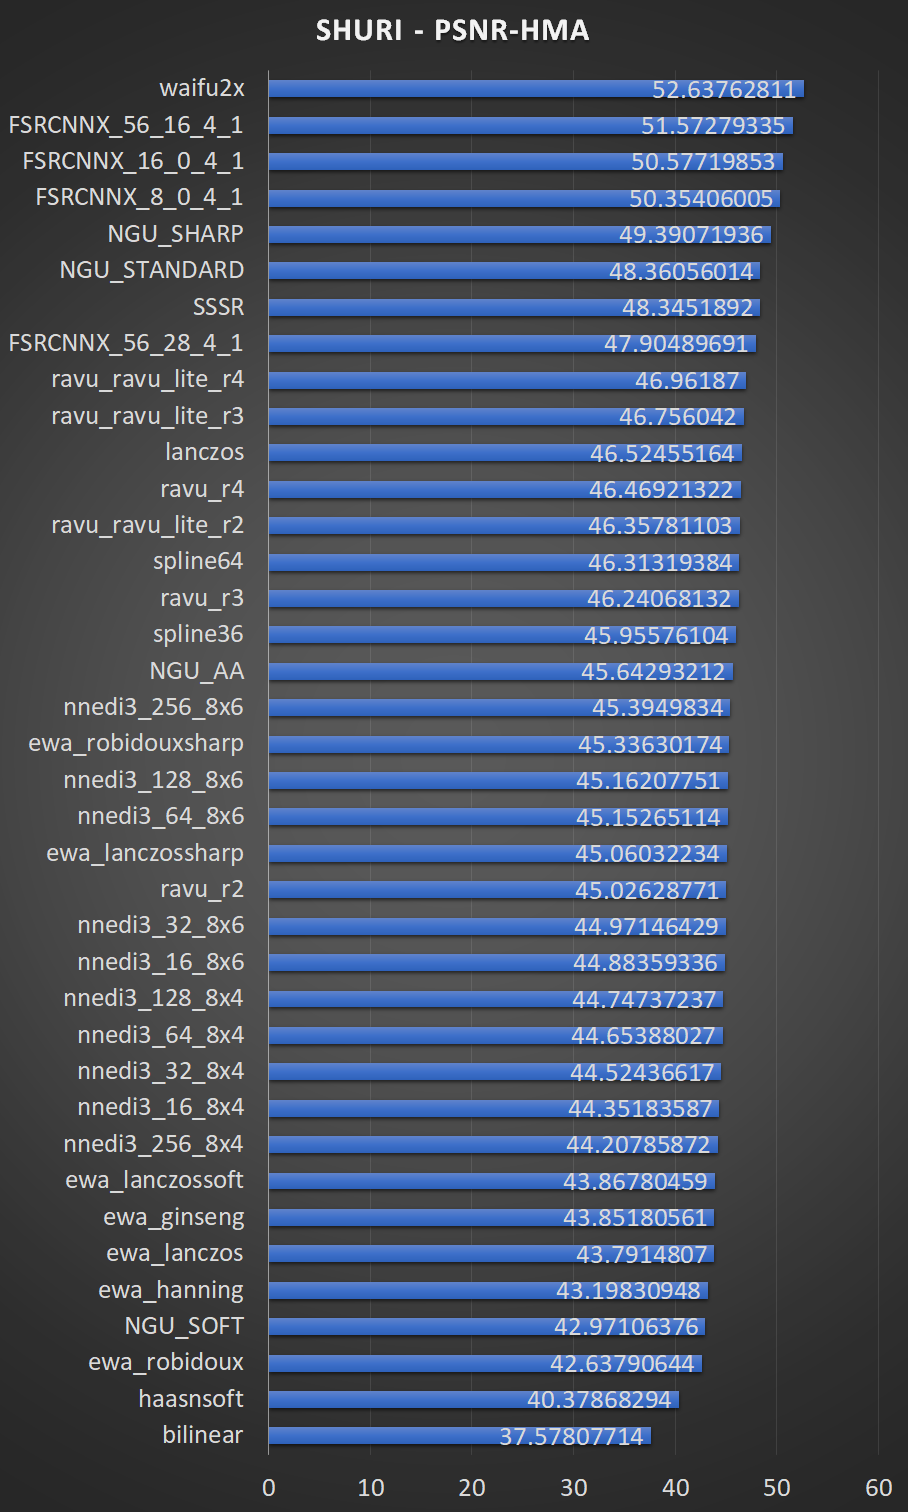 SHURI - PSNR-HMA
waifu2x 52.63762811
FSRCNNX_56_16_4_1 51.57279335
FSRCNNX_16_0_4_1 50.57719853
FSRCNNX_8_0_4_1 50.35406005
NGU_SHARP 49.39071936
NGU_STANDARD 48.36056014
SSSR 48.3451892
FSRCNNX_56_28_4_1 47.90489691
ravu_ravu_lite_r4 46.96187
ravu_ravu_lite_r3 46.756042
lanczos 46.52455164
ravu_r4 46.46921322
ravu_ravu_lite_r2 46.35781103
spline64 46.31319384
ravu_r3 46.24068132
spline36 45.95576104
NGU_AA 45.64293212
nnedi3_256_8x6 45.3949834
ewa_robidouxsharp 45.33630174
nnedi3_128_8x6 45.16207751
nnedi3_64_8x6 45.15265114
ewa_lanczossharp 45.06032234
ravu_r2 45.02628771
nnedi3_32_8x6 44.97146429
nnedi3_16_8x6 44.88359336
nnedi3_128_8x4 44.74737237
nnedi3_64_8x4 44.65388027
nnedi3_32_8x4 44.52436617
nnedi3_16_8x4 44.35183587
nnedi3_256_8x4 44.20785872
ewa_lanczossoft 43.86780459
ewa_ginseng 43.85180561
ewa_lanczos 43.7914807
ewa_hanning 43.19830948
NGU_SOFT 42.97106376
ewa_robidoux 42.63790644
haasnsoft 40.37868294
bilinear 37.57807714
0 10 20 30 40 50 60